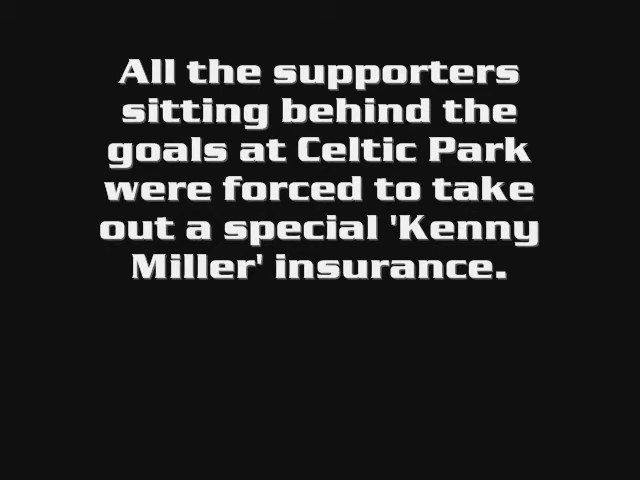 All the supporters
sitting behind the
goals at Celtic Park
were forced to take
out a special 'Kenny
Miller' insurance.